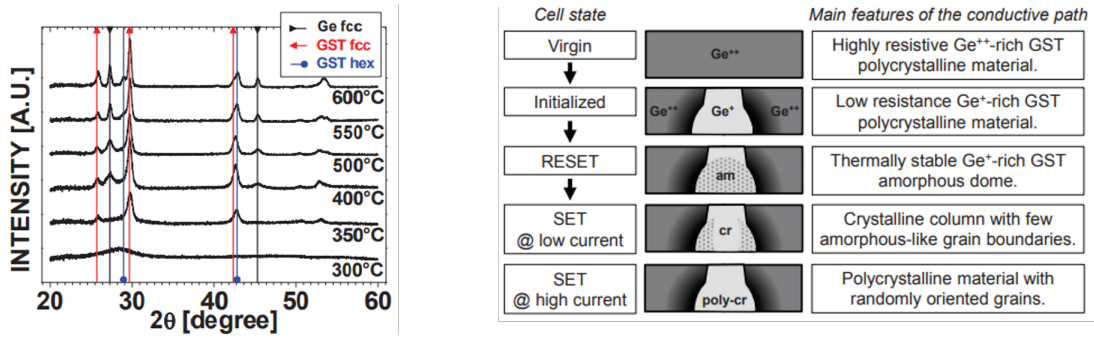 INTENSITY [A.U.]
Ge fcc
GST fcc
GST hex
600°C
550°C
500°C
400°C
350°C
300°C
20 30 40 50 60
2θ [degree]
Cell state
Main features of the conductive path
Virgin
Ge++
Highly resistive Ge++-rich GST
polycrystalline material.
Initialized
Ge++ Ge+ Ge++
Low resistance Ge+-rich GST
polycrystalline material.
RESET
am
Thermally stable Ge+-rich GST
amorphous dome.
SET
@ low current
cr
Crystalline column with few
amorphous-like grain boundaries.
SET
@ high current
poly-cr
Polycrystalline material with
randomly oriented grains.